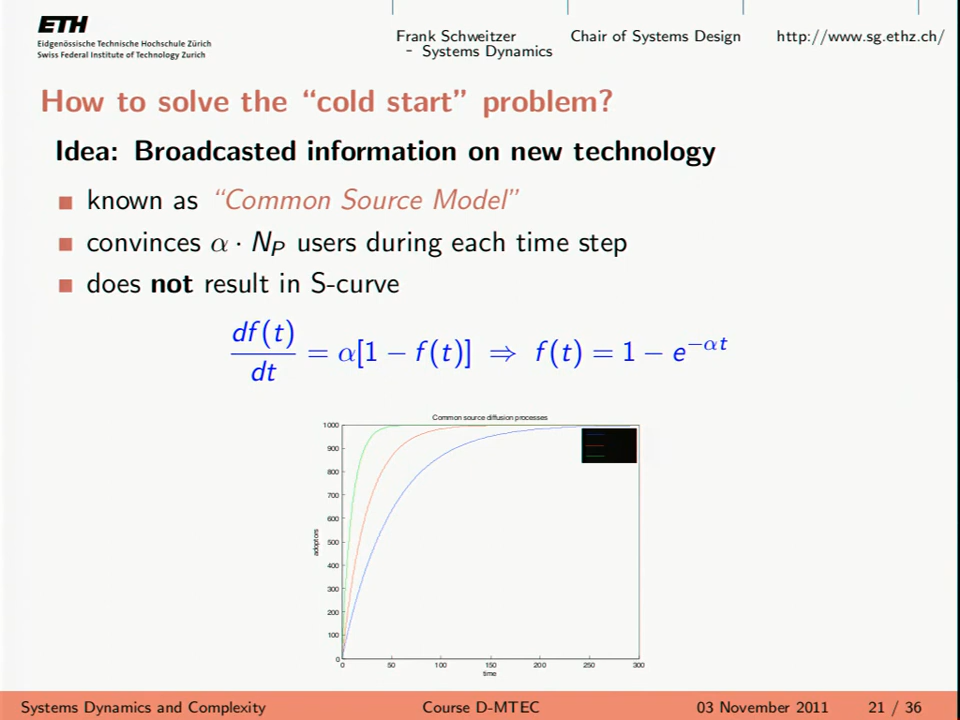 ETH
Eidgenössische Technische Hochschule Zürich
Swiss Federal Institute of Technology Zurich
Frank Schweitzer
- Systems Dynamics
Chair of Systems Design
http://www.sg.ethz.ch/
How to solve the “cold start” problem?
Idea: Broadcasted information on new technology
known as “Common Source Model”
convinces α · N_P users during each time step
does not result in S-curve
df(t)/dt = α[1 − f(t)] ⇒ f(t) = 1 − e^{−αt}
Common source diffusion processes
1000
900
800
700
600
500
400
300
200
100
0
adoptors
0 50 100 150 200 250 300
time
Systems Dynamics and Complexity Course D-MTEC 03 November 2011 21 / 36